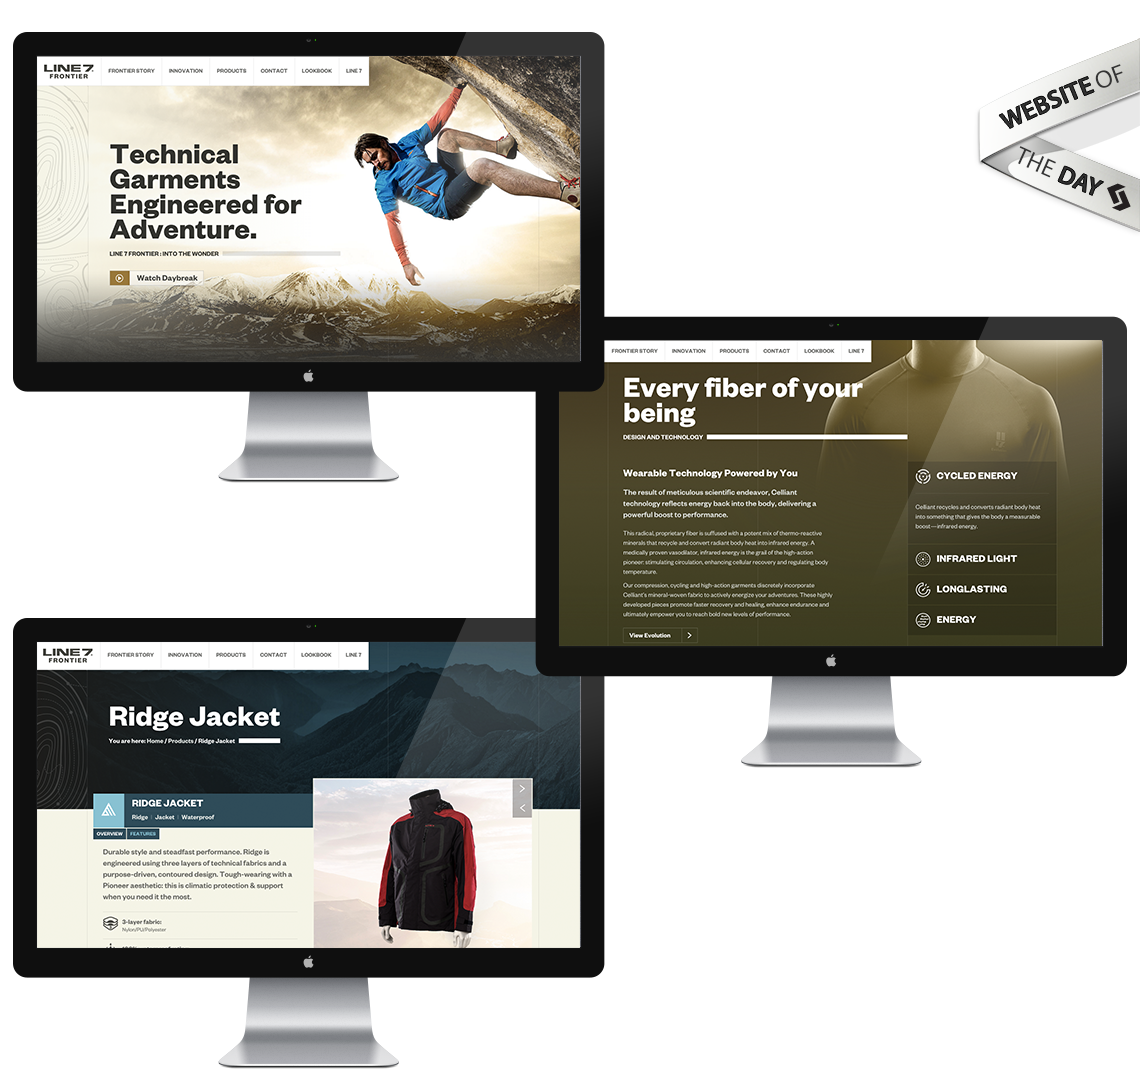 LINE 7
FRONTIER
FRONTIER STORY
INNOVATION
PRODUCTS
CONTACT
LOOKBOOK
LINE 7
Technical
Garments
Engineered for
Adventure.
LINE 7 FRONTIER : INTO THE WONDER
Watch Daybreak
WEBSITE OF
THE DAY
FRONTIER STORY
INNOVATION
PRODUCTS
CONTACT
LOOKBOOK
LINE 7
Every fiber of your
being
DESIGN AND TECHNOLOGY
Wearable Technology Powered by You
The result of meticulous scientific endeavor, Celliant
technology reflects energy back into the body, delivering a
powerful boost to performance.
This radical, proprietary fiber is suffused with a potent mix of thermo-reactive
minerals that recycle and convert radiant body heat into infrared energy. A
medically proven vasodilator, infrared energy is the grail of the high-action
pioneer: stimulating circulation, enhancing cellular recovery and regulating body
temperature.
Our compression, cycling and high-action garments discretely incorporate
Celliant's mineral-woven fabric to actively energize your adventures. These highly
developed pieces promote faster recovery and healing, enhance endurance and
ultimately empower you to reach bold new levels of performance.
View Evolution
CYCLED ENERGY
Celliant recycles and converts radiant body heat
into something that gives the body a measurable
boost—infrared energy.
INFRARED LIGHT
LONGLASTING
ENERGY
LINE 7
FRONTIER
FRONTIER STORY
INNOVATION
PRODUCTS
CONTACT
LOOKBOOK
LINE 7
Ridge Jacket
You are here: Home / Products / Ridge Jacket
RIDGE JACKET
Ridge | Jacket | Waterproof
OVERVIEW
FEATURES
Durable style and steadfast performance. Ridge is
engineered using three layers of technical fabrics and a
purpose-driven, contoured design. Tough-wearing with a
Pioneer aesthetic: this is climatic protection & support
when you need it the most.
3-layer fabric:
Nylon/PU/Polyester